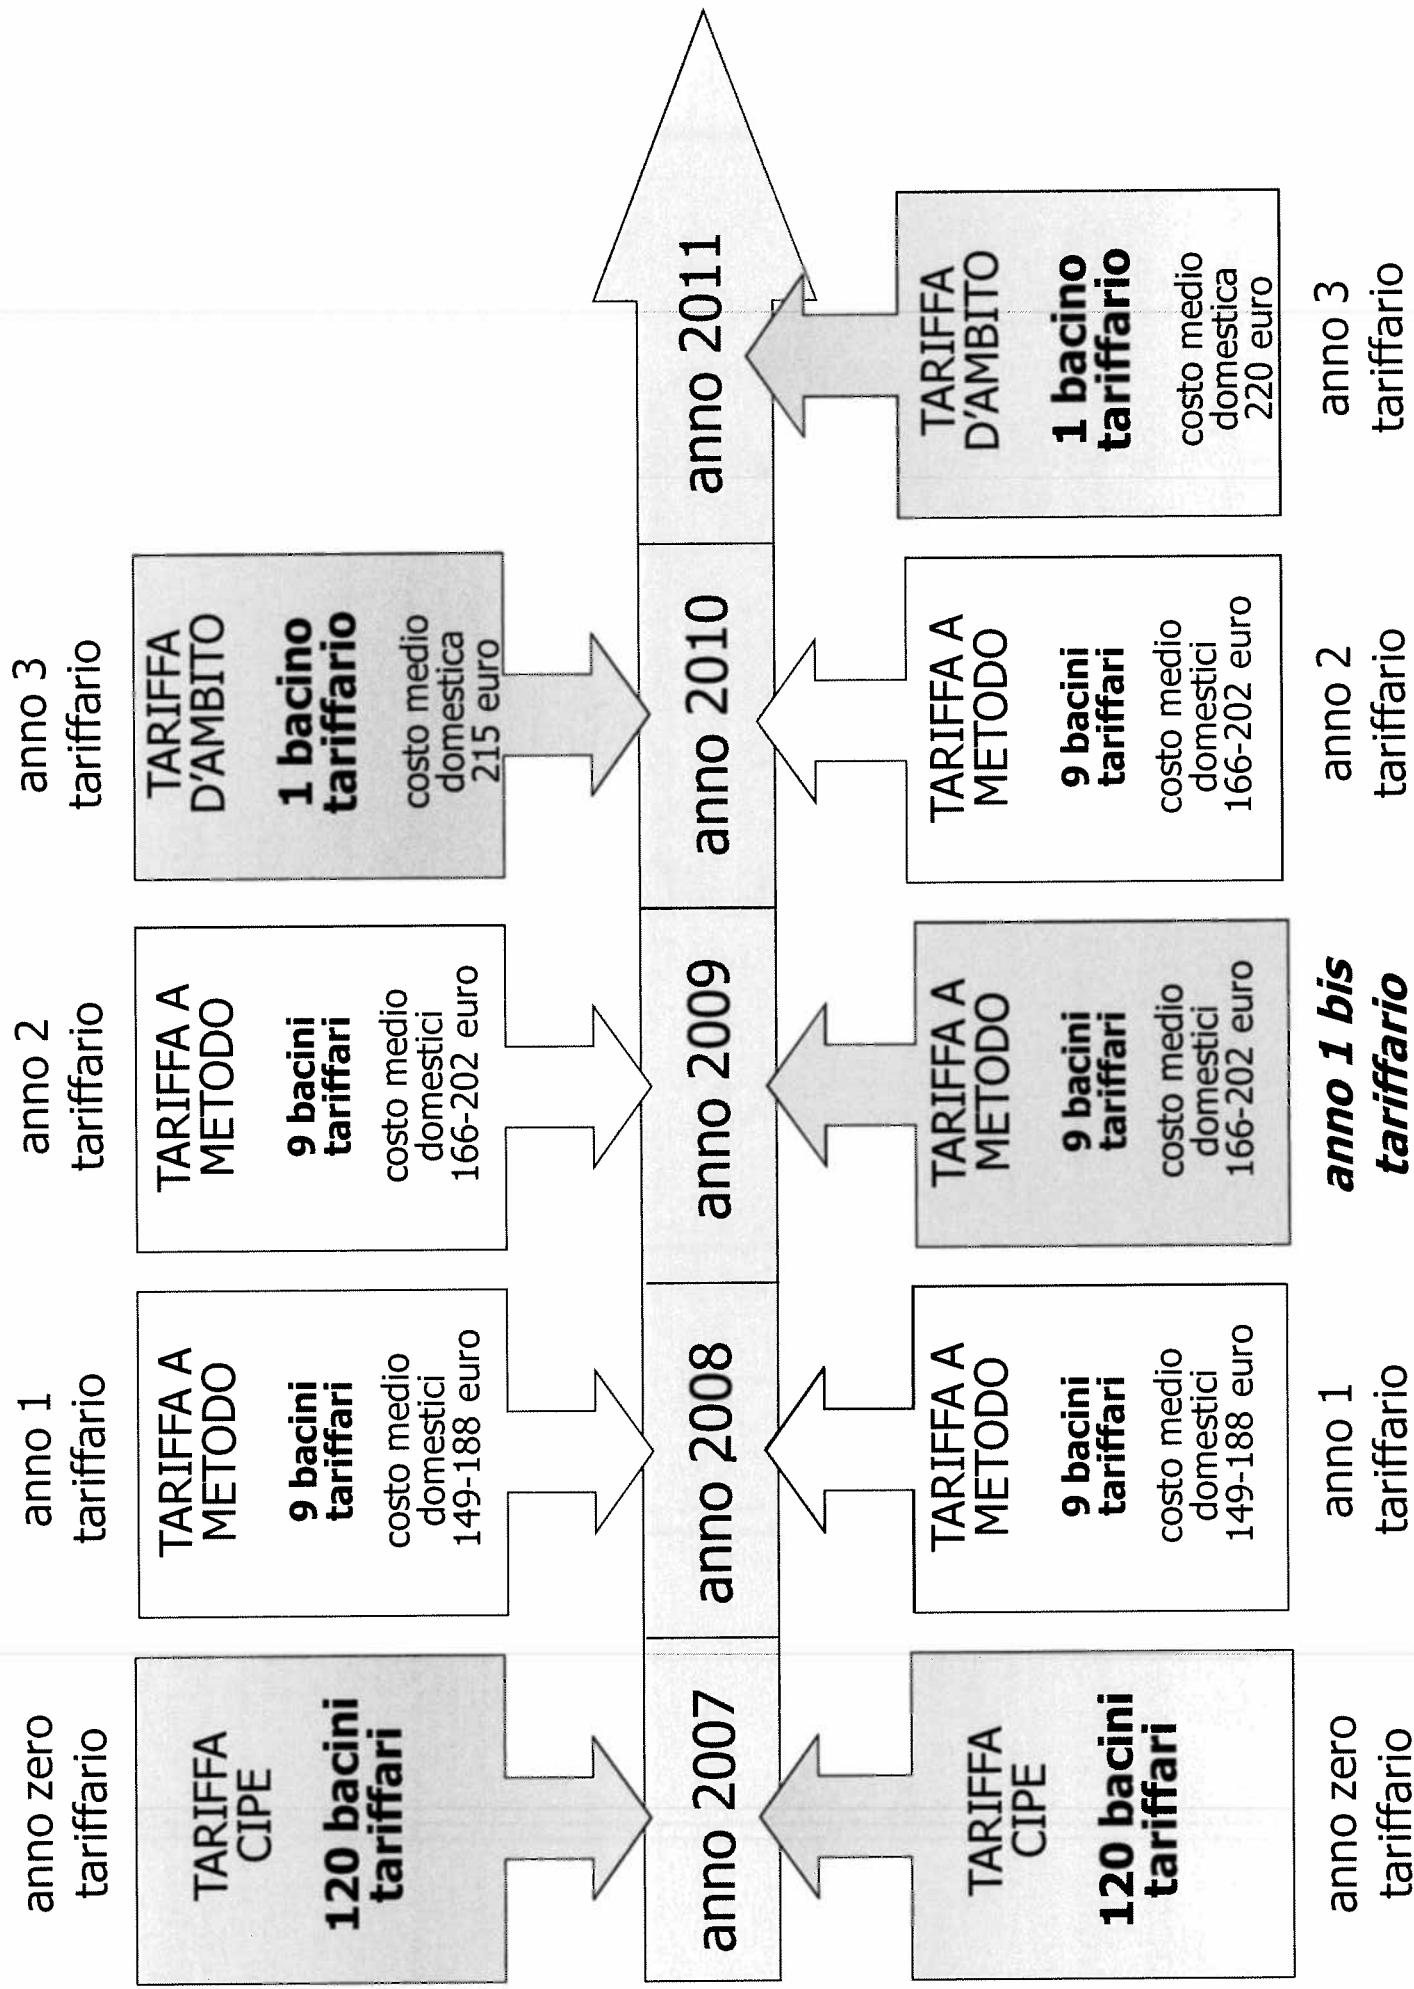 anno zero
tariffario
anno 1
tariffario
anno 2
tariffario
anno 3
tariffario
TARIFFA
CIPE
120 bacini
tariffari
TARIFFA A
METODO
9 bacini
tariffari
costo medio
domestici
149-188 euro
TARIFFA A
METODO
9 bacini
tariffari
costo medio
domestici
166-202 euro
TARIFFA
D'AMBITO
1 bacino
tariffario
costo medio
domestica
215 euro
anno 2007
anno 2008
anno 2009
anno 2010
anno 2011
TARIFFA
CIPE
120 bacini
tariffari
TARIFFA A
METODO
9 bacini
tariffari
costo medio
domestici
149-188 euro
TARIFFA A
METODO
9 bacini
tariffari
costo medio
domestici
166-202 euro
TARIFFA A
METODO
9 bacini
tariffari
costo medio
domestici
166-202 euro
TARIFFA
D'AMBITO
1 bacino
tariffario
costo medio
domestica
220 euro
anno zero
tariffario
anno 1
tariffario
anno 1 bis
tariffario
anno 2
tariffario
anno 3
tariffario